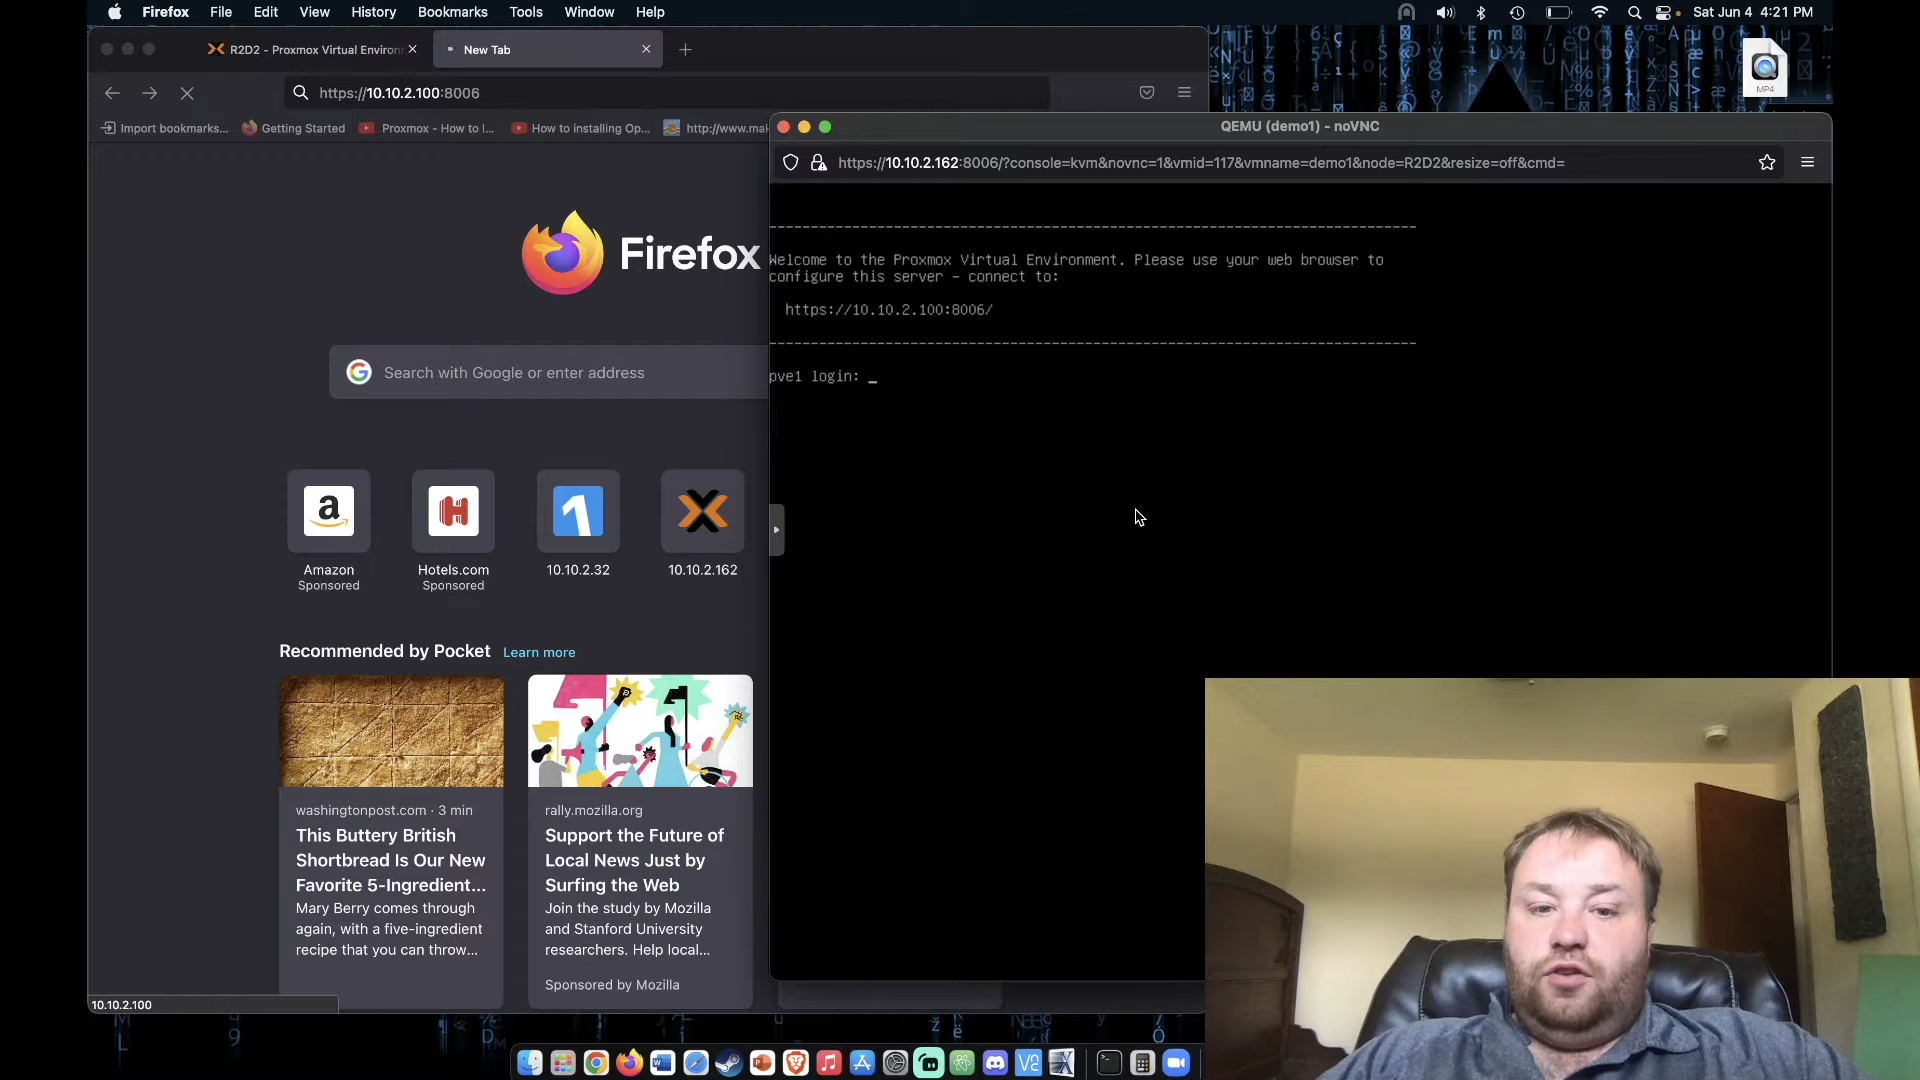 Firefox File Edit View History Bookmarks Tools Window Help
Sat Jun 4 4:21 PM
R2D2 - Proxmox Virtual Environ
New Tab
https://10.10.2.100:8006
Import bookmarks...
Getting Started
Proxmox - How to I...
How to installing Op...
http://www.mak
MP4
QEMU (demo1) - noVNC
https://10.10.2.162:8006/?console=kvm&novnc=1&vmid=117&vmname=demo1&node=R2D2&resize=off&cmd=
Welcome to the Proxmox Virtual Environment. Please use your web browser to
configure this server - connect to:
https://10.10.2.100:8006/
pve1 login: _
Firefox
Search with Google or enter address
Amazon
Sponsored
Hotels.com
Sponsored
10.10.2.32
10.10.2.162
Recommended by Pocket
Learn more
washingtonpost.com · 3 min
This Buttery British
Shortbread Is Our New
Favorite 5-Ingredient...
Mary Berry comes through
again, with a five-ingredient
recipe that you can throw...
rally.mozilla.org
Support the Future of
Local News Just by
Surfing the Web
Join the study by Mozilla
and Stanford University
researchers. Help local...
Sponsored by Mozilla
10.10.2.100